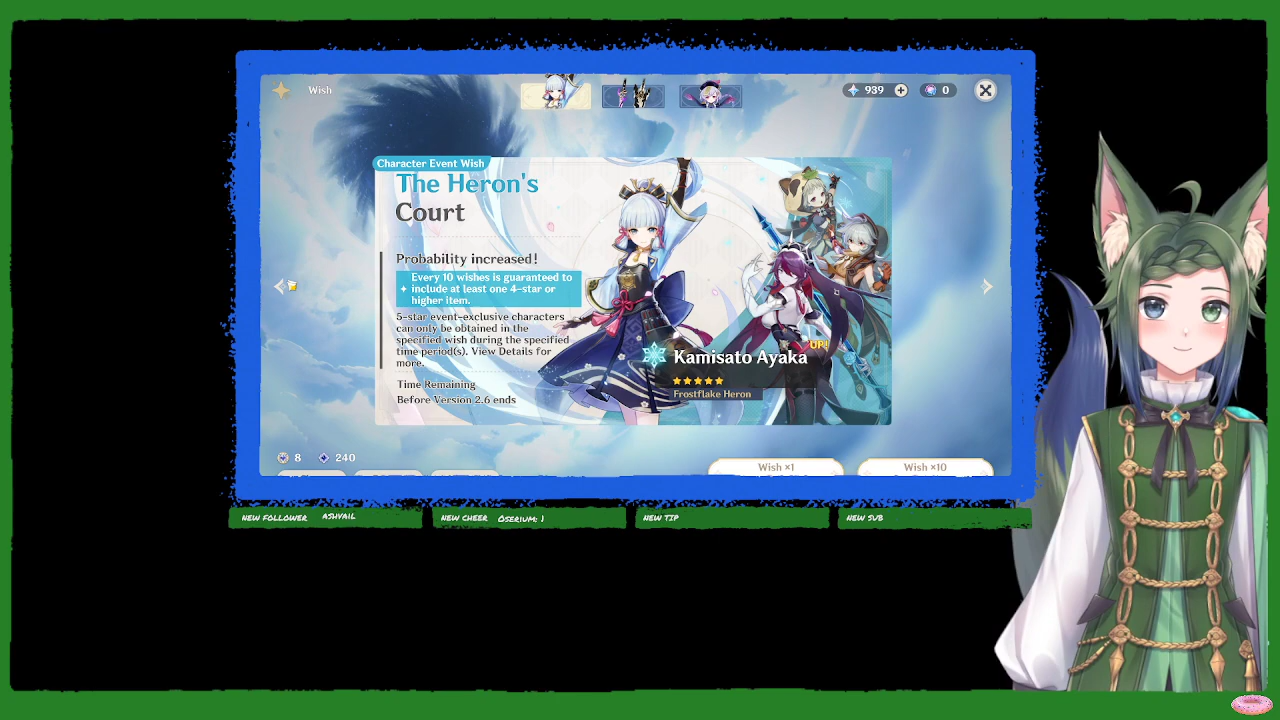 Wish
939
0
Character Event Wish
The Heron's
Court
Probability increased!
Every 10 wishes is guaranteed to
include at least one 4-star or
higher item.
5-star event-exclusive characters
can only be obtained in the
specified wish during the specified
time period(s). View Details for
more.
Time Remaining
Before Version 2.6 ends
UP!
Kamisato Ayaka
Frostflake Heron
8
240
Wish ×1
Wish ×10
NEW FOLLOWER ASHVAIL
NEW CHEER OSERIUM: 1
NEW TIP
NEW SUB